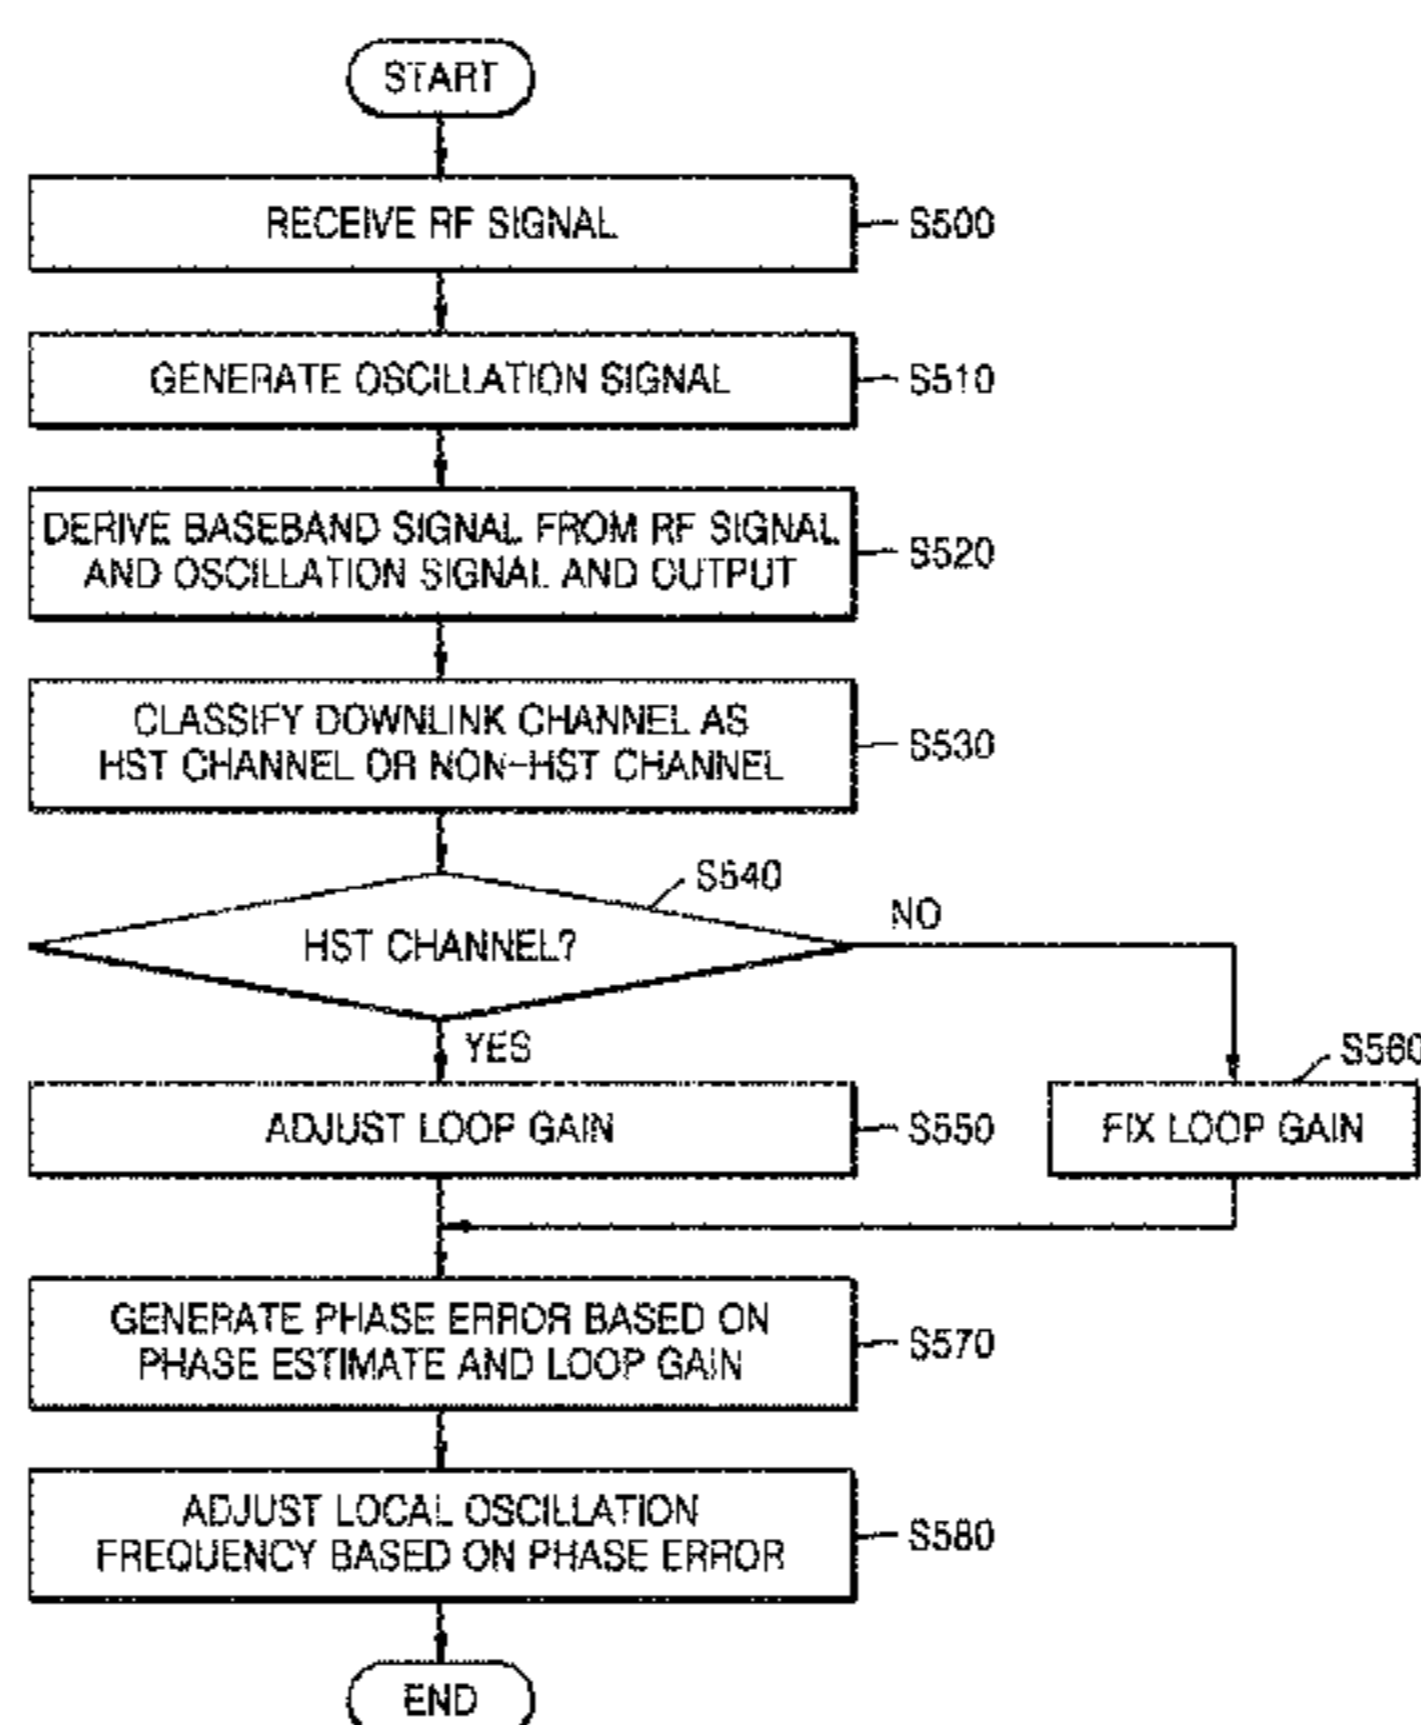 START
RECEIVE RF SIGNAL
S500
GENERATE OSCILLATION SIGNAL
S510
DERIVE BASEBAND SIGNAL FROM RF SIGNAL
AND OSCILLATION SIGNAL AND OUTPUT
S520
CLASSIFY DOWNLINK CHANNEL AS
HST CHANNEL OR NON-HST CHANNEL
S530
S540
HST CHANNEL?
NO
YES
ADJUST LOOP GAIN
S550
S560
FIX LOOP GAIN
GENERATE PHASE ERROR BASED ON
PHASE ESTIMATE AND LOOP GAIN
S570
ADJUST LOCAL OSCILLATION
FREQUENCY BASED ON PHASE ERROR
S580
END